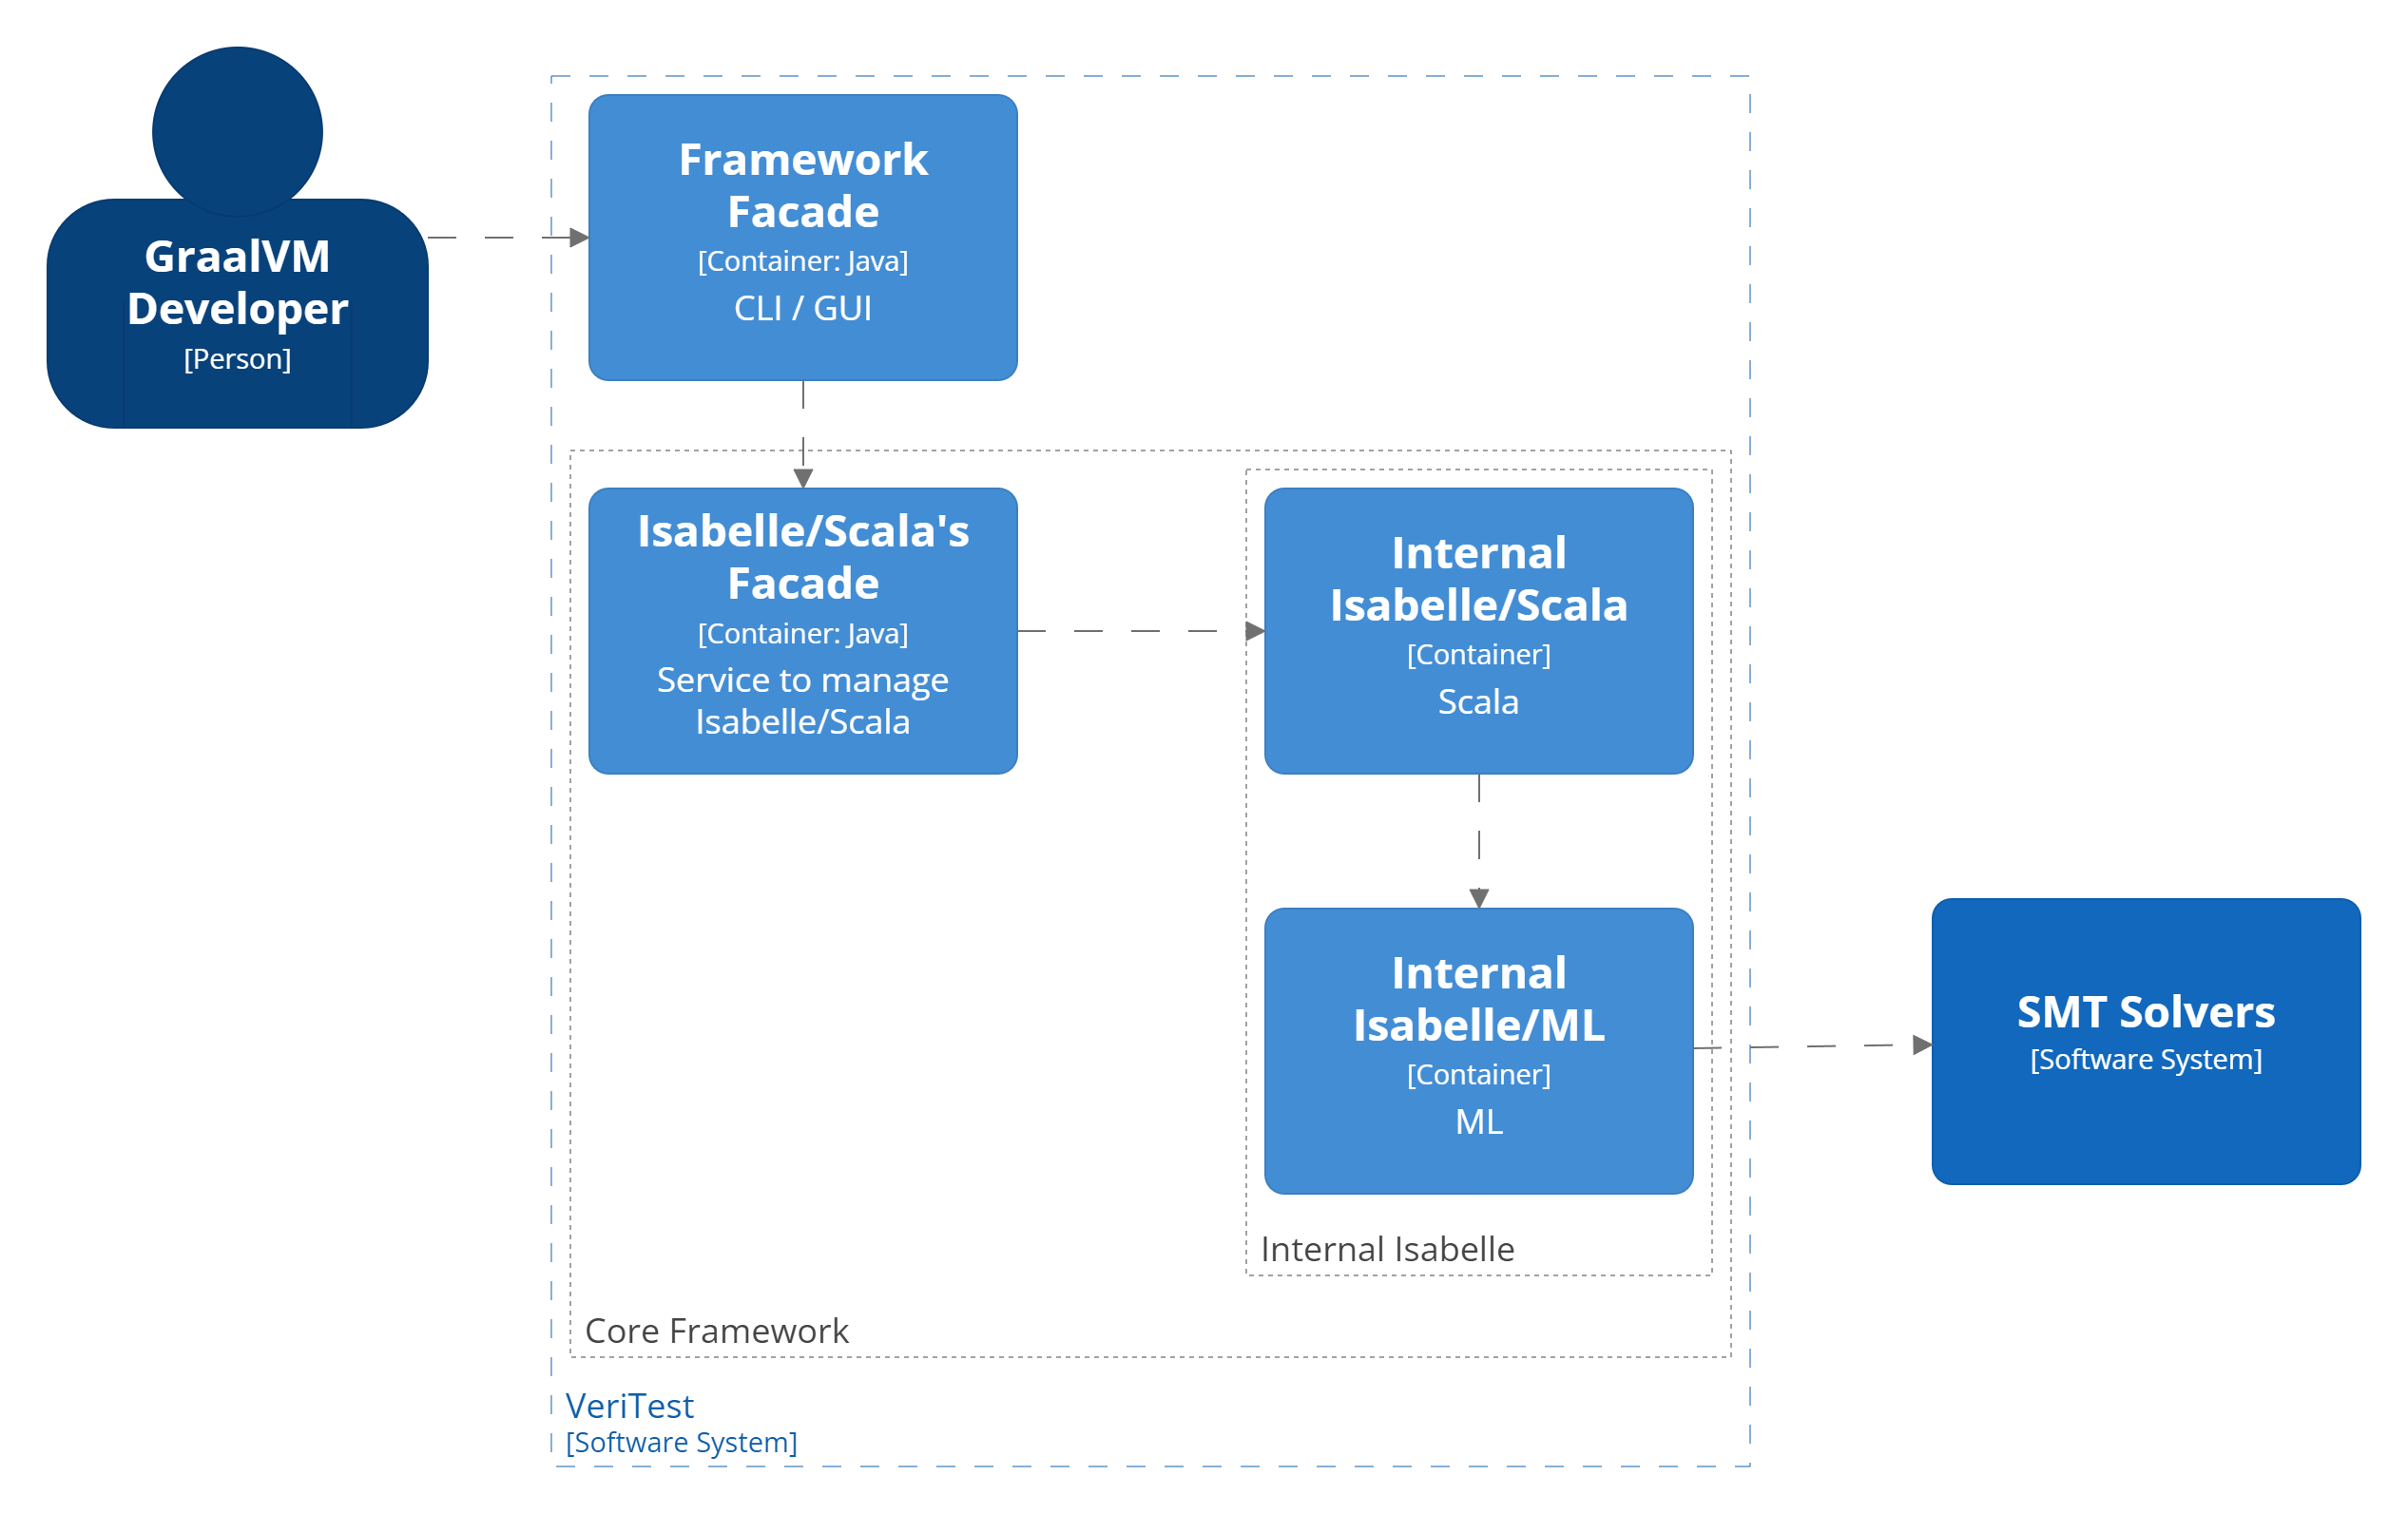 GraalVM
Developer
[Person]
Framework
Facade
[Container: Java]
CLI / GUI
Isabelle/Scala's
Facade
[Container: Java]
Service to manage
Isabelle/Scala
Internal
Isabelle/Scala
[Container]
Scala
Internal
Isabelle/ML
[Container]
ML
SMT Solvers
[Software System]
Internal Isabelle
Core Framework
VeriTest
[Software System]